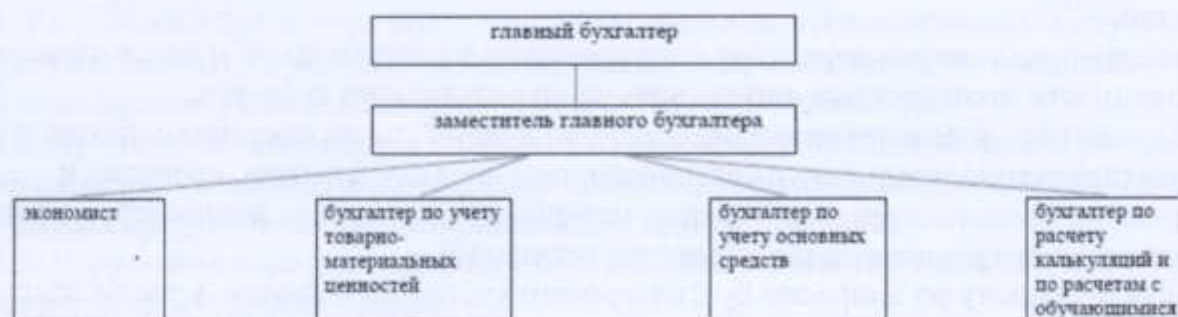 главный бухгалтер
заместитель главного бухгалтера
экономист
бухгалтер по учету
товарно-
материальных
ценностей
бухгалтер по
учету основных
средств
бухгалтер по
расчету
калькуляций и
по расчетам с
обучающимися